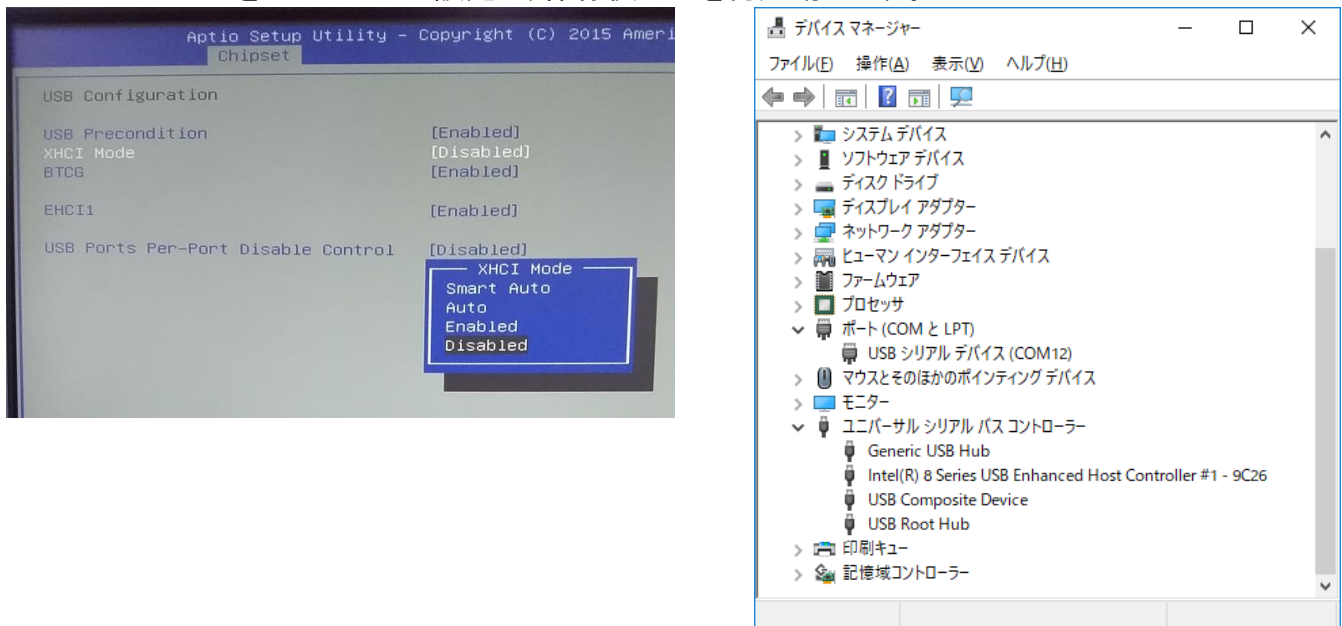 Aptio Setup Utility – Copyright (C) 2015 Ameri
Chipset
USB Configuration
USB Precondition [Enabled]
XHCI Mode [Disabled]
BTCG [Enabled]
EHCI1 [Enabled]
USB Ports Per-Port Disable Control [Disabled]
XHCI Mode
Smart Auto
Auto
Enabled
Disabled
デバイス マネージャー
ファイル(F) 操作(A) 表示(V) ヘルプ(H)
システム デバイス
ソフトウェア デバイス
ディスク ドライブ
ディスプレイ アダプター
ネットワーク アダプター
ヒューマン インターフェイス デバイス
ファームウェア
プロセッサ
ポート (COM と LPT)
USB シリアル デバイス (COM12)
マウスとそのほかのポインティング デバイス
モニター
ユニバーサル シリアル バス コントローラー
Generic USB Hub
Intel(R) 8 Series USB Enhanced Host Controller #1 - 9C26
USB Composite Device
USB Root Hub
印刷キュー
記憶域コントローラー